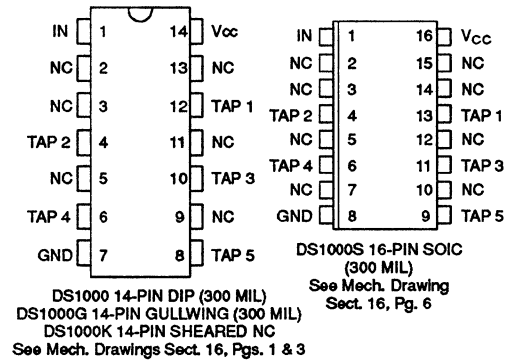 IN 1 14 Vcc
NC 2 13 NC
NC 3 12 TAP 1
TAP 2 4 11 NC
NC 5 10 TAP 3
TAP 4 6 9 NC
GND 7 8 TAP 5
DS1000 14-PIN DIP (300 MIL)
DS1000G 14-PIN GULLWING (300 MIL)
DS1000K 14-PIN SHEARED NC
See Mech. Drawings Sect. 16, Pgs. 1 & 3
IN 1 16 VCC
NC 2 15 NC
NC 3 14 NC
TAP 2 4 13 TAP 1
NC 5 12 NC
TAP 4 6 11 TAP 3
NC 7 10 NC
GND 8 9 TAP 5
DS1000S 16-PIN SOIC
(300 MIL)
See Mech. Drawing
Sect. 16, Pg. 6